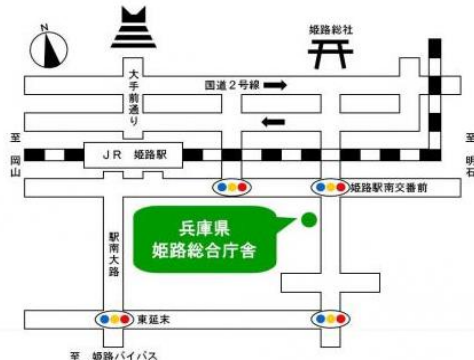 N
姫路総社
大手前通り
国道2号線
至 岡山
JR 姫路駅
至 明石
姫路駅南交番前
兵庫県
姫路総合庁舎
駅南大路
東延末
至 姫路バイパス